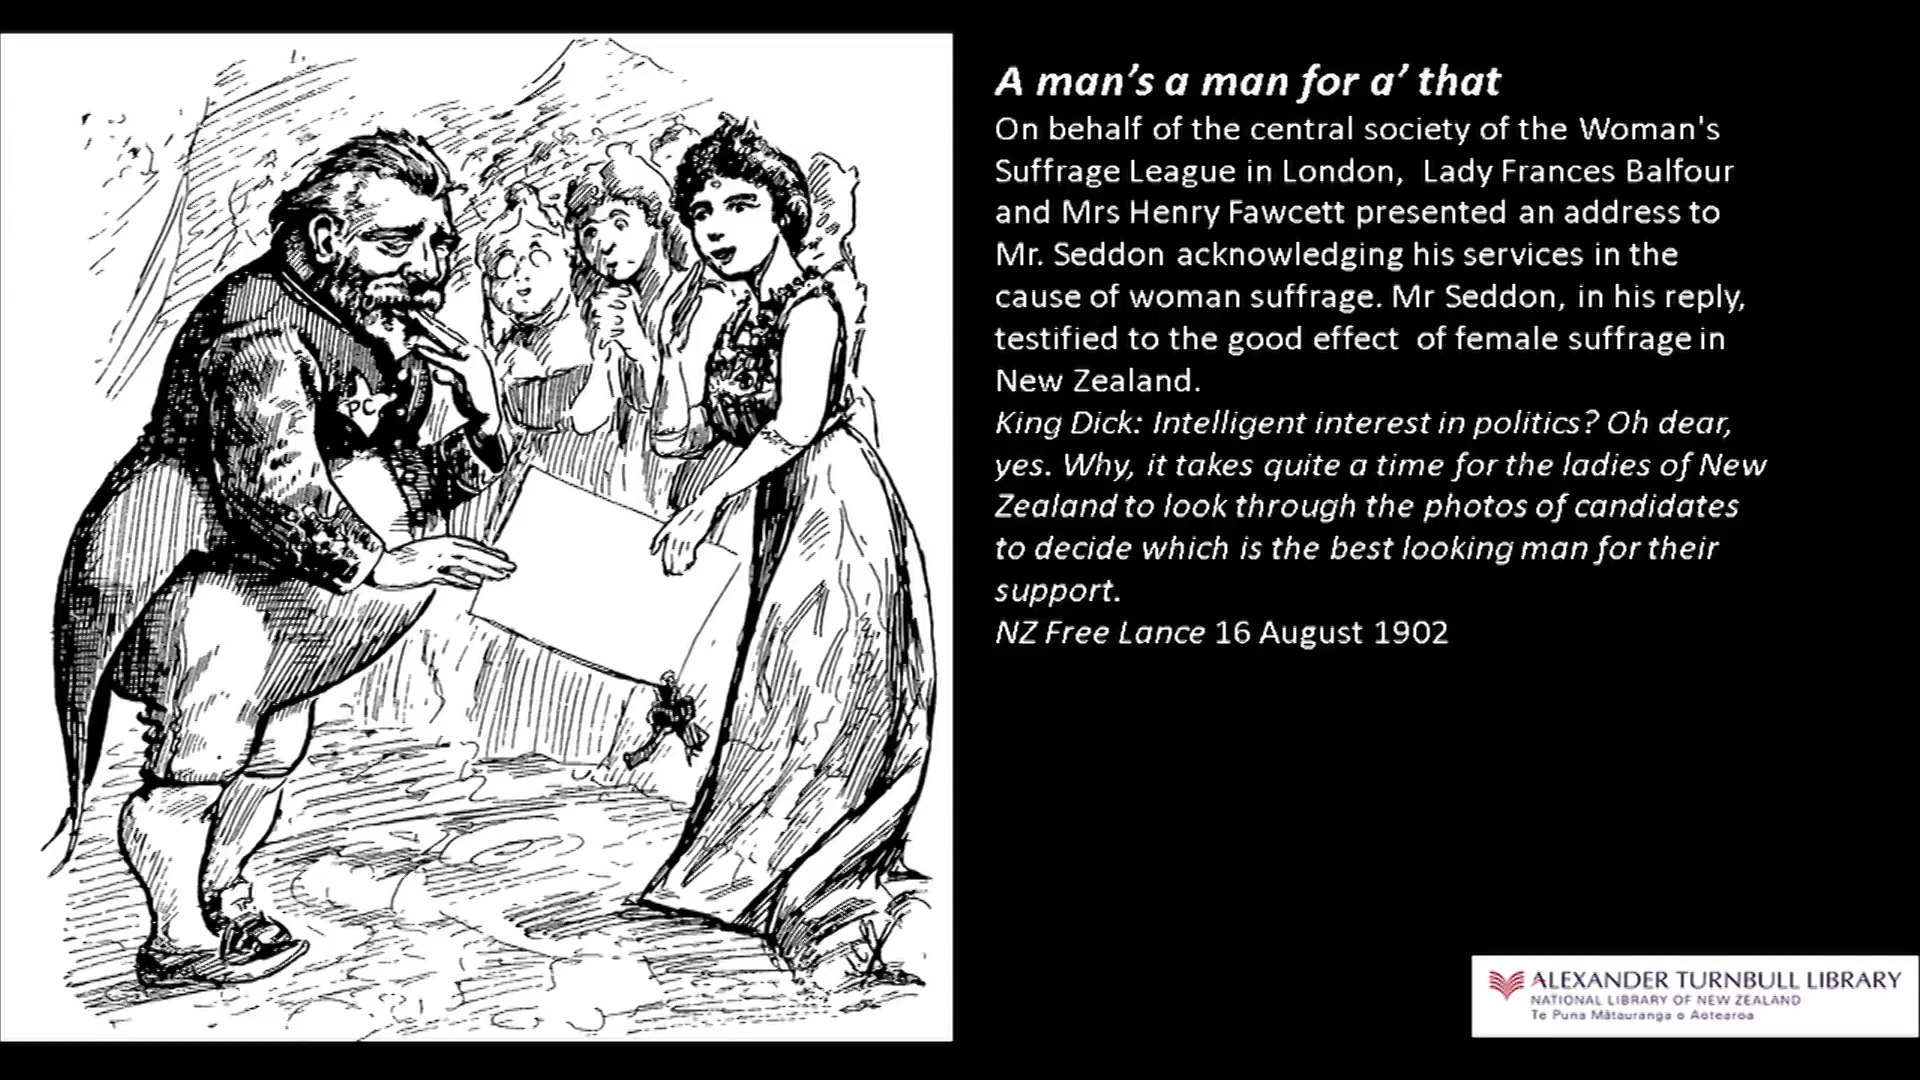 A man’s a man for a’ that
On behalf of the central society of the Woman's
Suffrage League in London, Lady Frances Balfour
and Mrs Henry Fawcett presented an address to
Mr. Seddon acknowledging his services in the
cause of woman suffrage. Mr Seddon, in his reply,
testified to the good effect of female suffrage in
New Zealand.
King Dick: Intelligent interest in politics? Oh dear,
yes. Why, it takes quite a time for the ladies of New
Zealand to look through the photos of candidates
to decide which is the best looking man for their
support.
NZ Free Lance 16 August 1902
PC
ALEXANDER TURNBULL LIBRARY
NATIONAL LIBRARY OF NEW ZEALAND
Te Puna Mātauranga o Aotearoa